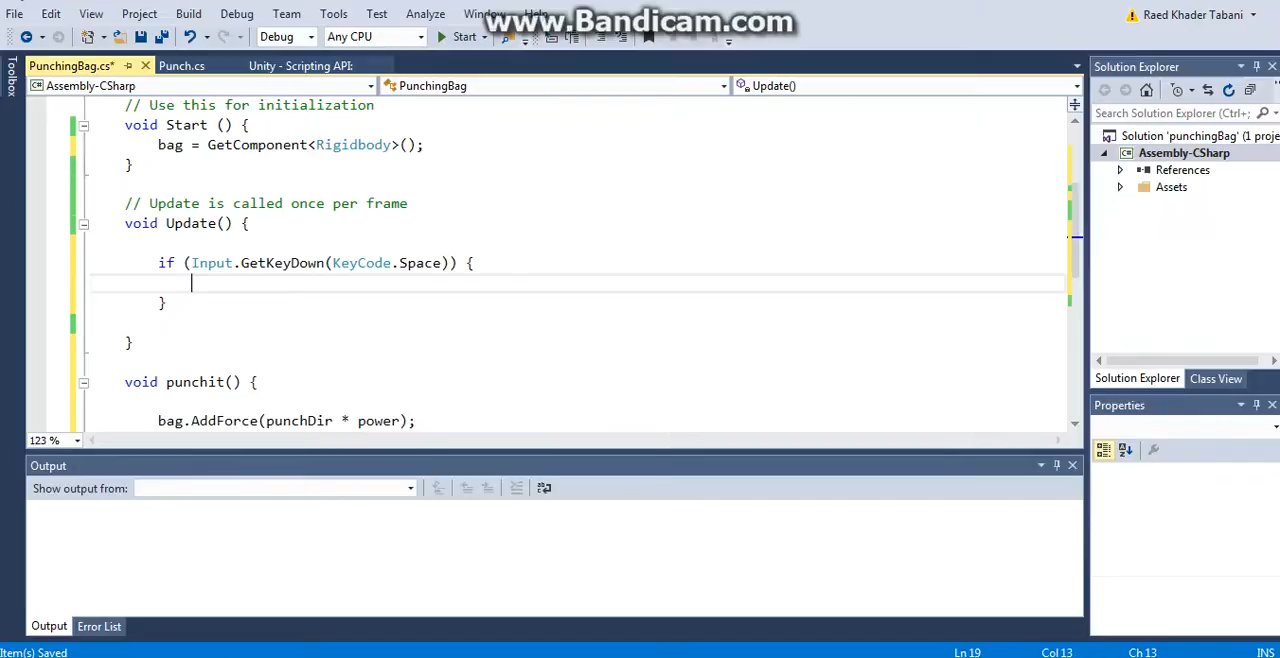 File Edit View Project Build Debug Team Tools Test Analyze Window
www.Bandicam.com
Raed Khader Tabani
Debug Any CPU Start
PunchingBag.cs* Punch.cs Unity - Scripting API:
Toolbox
Assembly-CSharp PunchingBag Update()
// Use this for initialization
void Start () {
bag = GetComponent<Rigidbody>();
}
// Update is called once per frame
void Update() {
if (Input.GetKeyDown(KeyCode.Space)) {
}
}
void punchit() {
bag.AddForce(punchDir * power);
123 %
Solution Explorer
Search Solution Explorer (Ctrl+;
Solution 'punchingBag' (1 proje
Assembly-CSharp
References
Assets
Solution Explorer Class View
Properties
Output
Show output from:
Output Error List
Item(s) Saved Ln 19 Col 13 Ch 13 INS